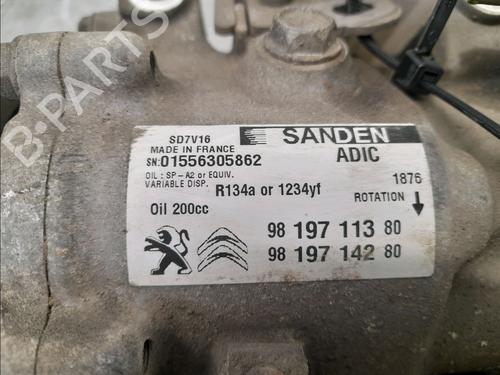 SD7V16
MADE IN FRANCE
SN:01556305862
SANDEN
ADIC
OIL : SP-A2 or EQUIV.
VARIABLE DISP.
R134a or 1234yf
1876
ROTATION
Oil 200cc
98 197 113 80
98 197 142 80
B-Parts